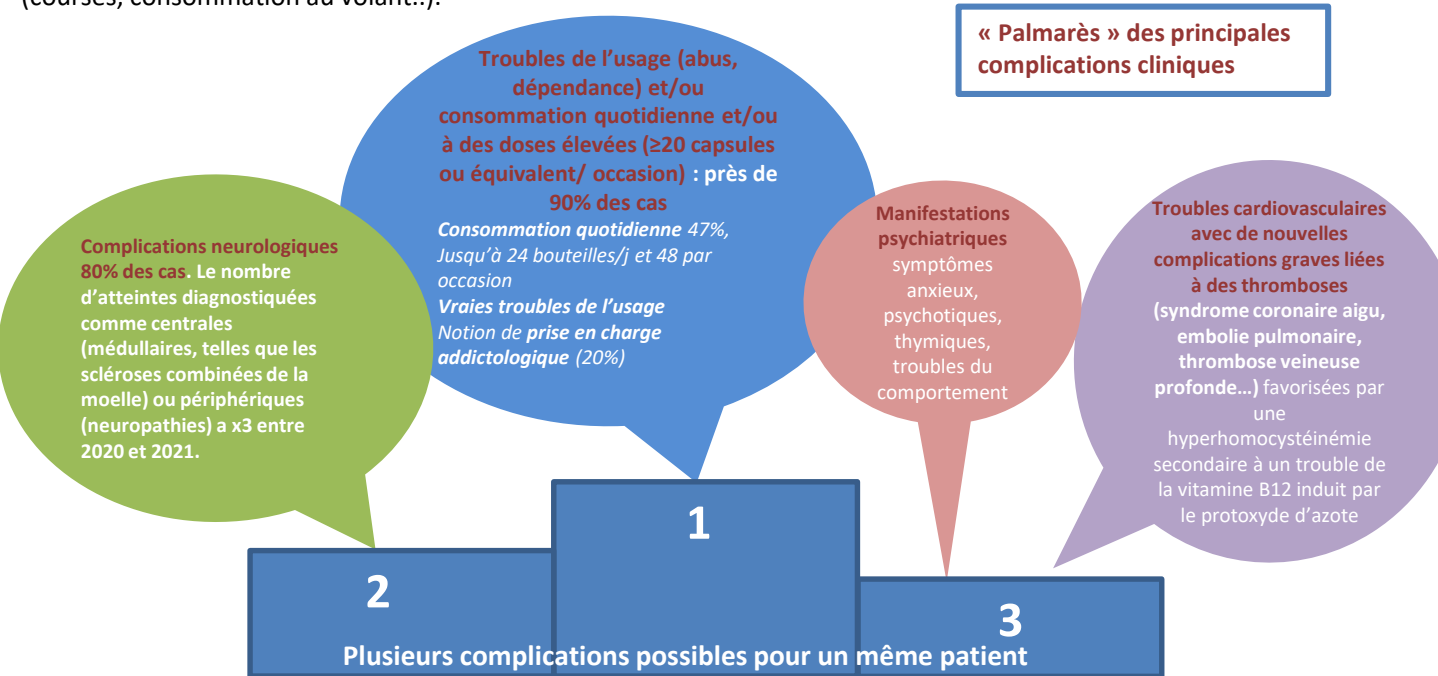 (courses, consommation au volant..).
« Palmarès » des principales
complications cliniques
Troubles de l’usage (abus,
dépendance) et/ou
consommation quotidienne et/ou
à des doses élevées (≥20 capsules
ou équivalent/ occasion) : près de
90% des cas
Consommation quotidienne 47%,
Jusqu’à 24 bouteilles/j et 48 par
occasion
Vraies troubles de l’usage
Notion de prise en charge
addictologique (20%)
Complications neurologiques
80% des cas. Le nombre
d’atteintes diagnostiquées
comme centrales
(médullaires, telles que les
scléroses combinées de la
moelle) ou périphériques
(neuropathies) a x3 entre
2020 et 2021.
Manifestations
psychiatriques
symptômes
anxieux,
psychotiques,
thymiques,
troubles du
comportement
Troubles cardiovasculaires
avec de nouvelles
complications graves liées
à des thromboses
(syndrome coronaire aigu,
embolie pulmonaire,
thrombose veineuse
profonde…) favorisées par
une
hyperhomocystéinémie
secondaire à un trouble de
la vitamine B12 induit par
le protoxyde d’azote
1
2
3
Plusieurs complications possibles pour un même patient